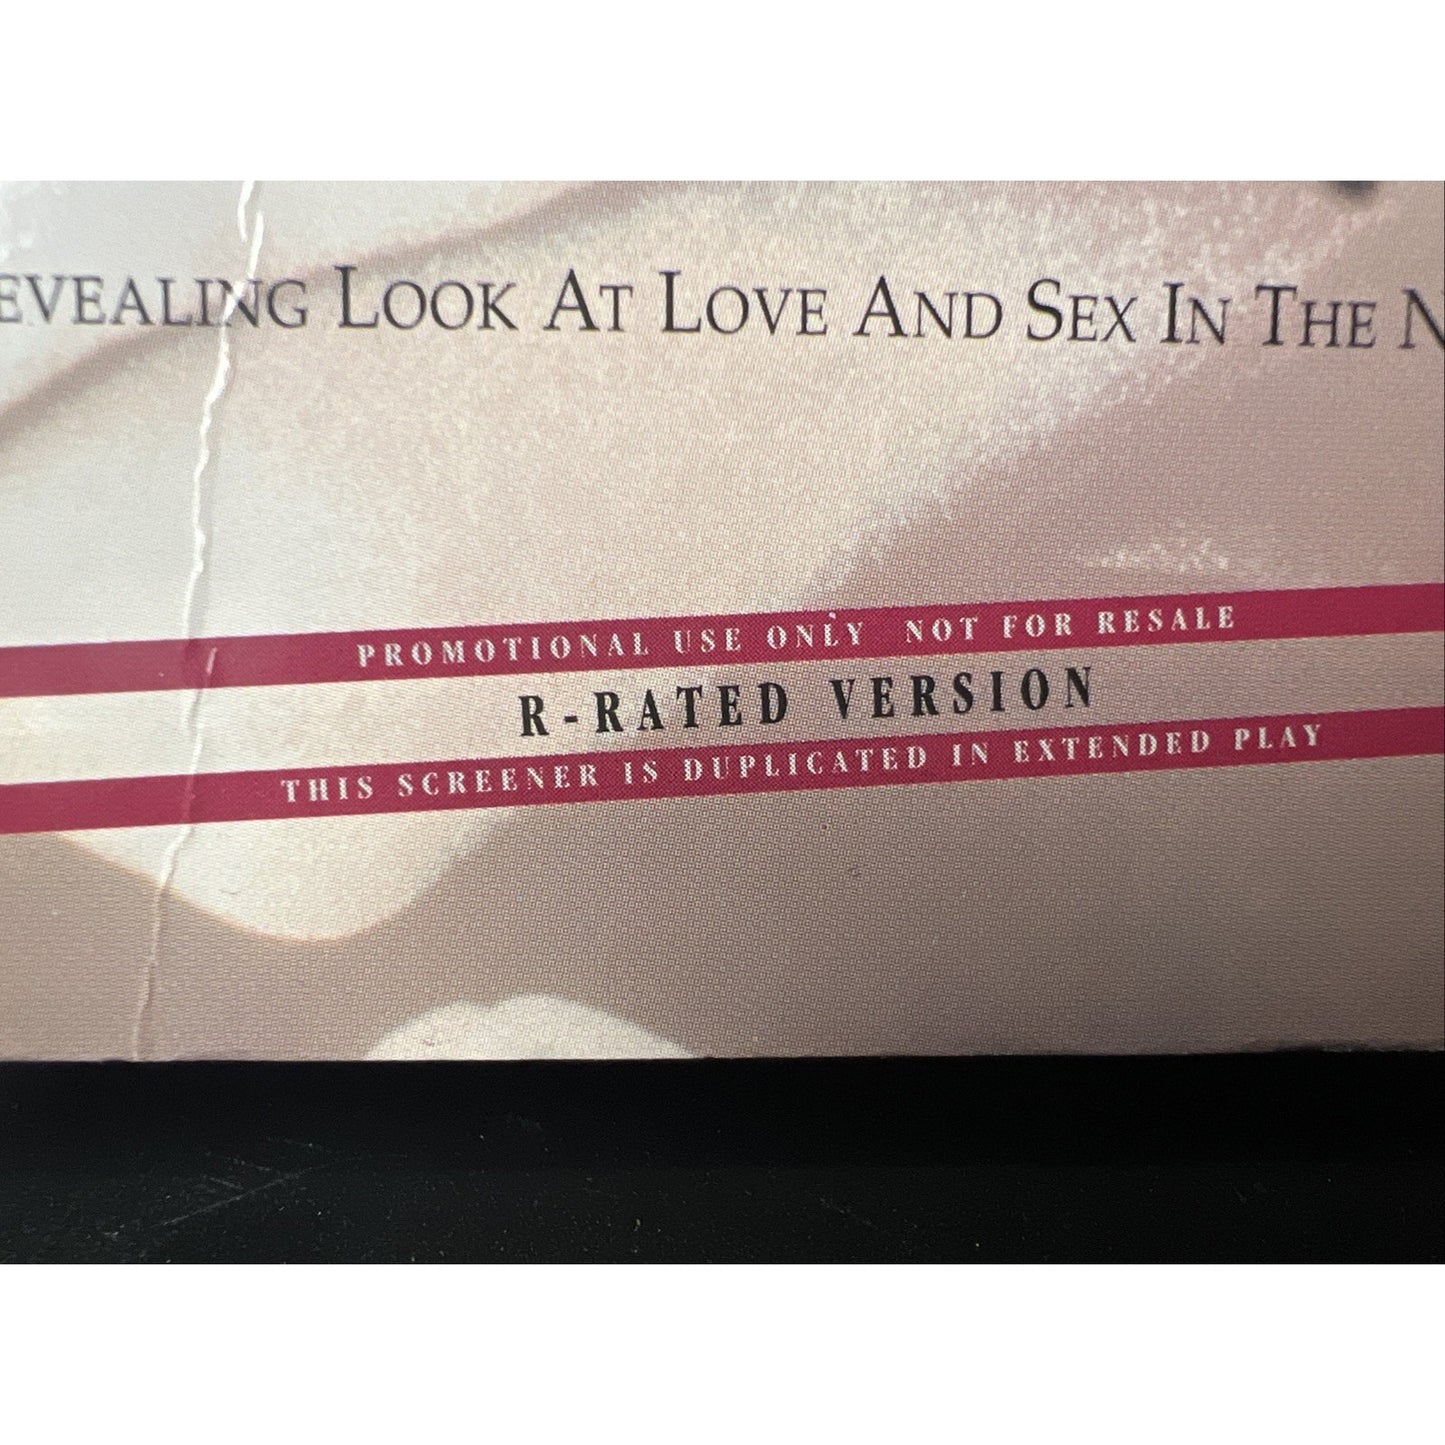 EVEALING LOOK AT LOVE AND SEX IN THE N
PROMOTIONAL USE ONLY NOT FOR RESALE
R-RATED VERSION
THIS SCREENER IS DUPLICATED IN EXTENDED PLAY